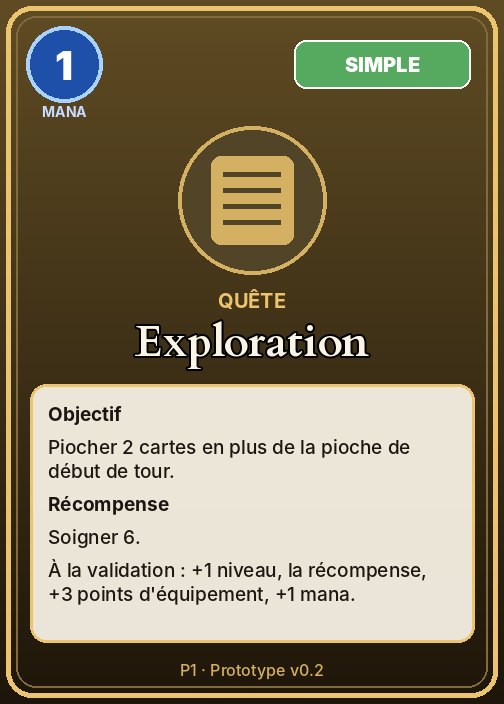 1
MANA
SIMPLE
QUÊTE
Exploration
Objectif
Piocher 2 cartes en plus de la pioche de
début de tour.
Récompense
Soigner 6.
À la validation : +1 niveau, la récompense,
+3 points d'équipement, +1 mana.
P1 · Prototype v0.2